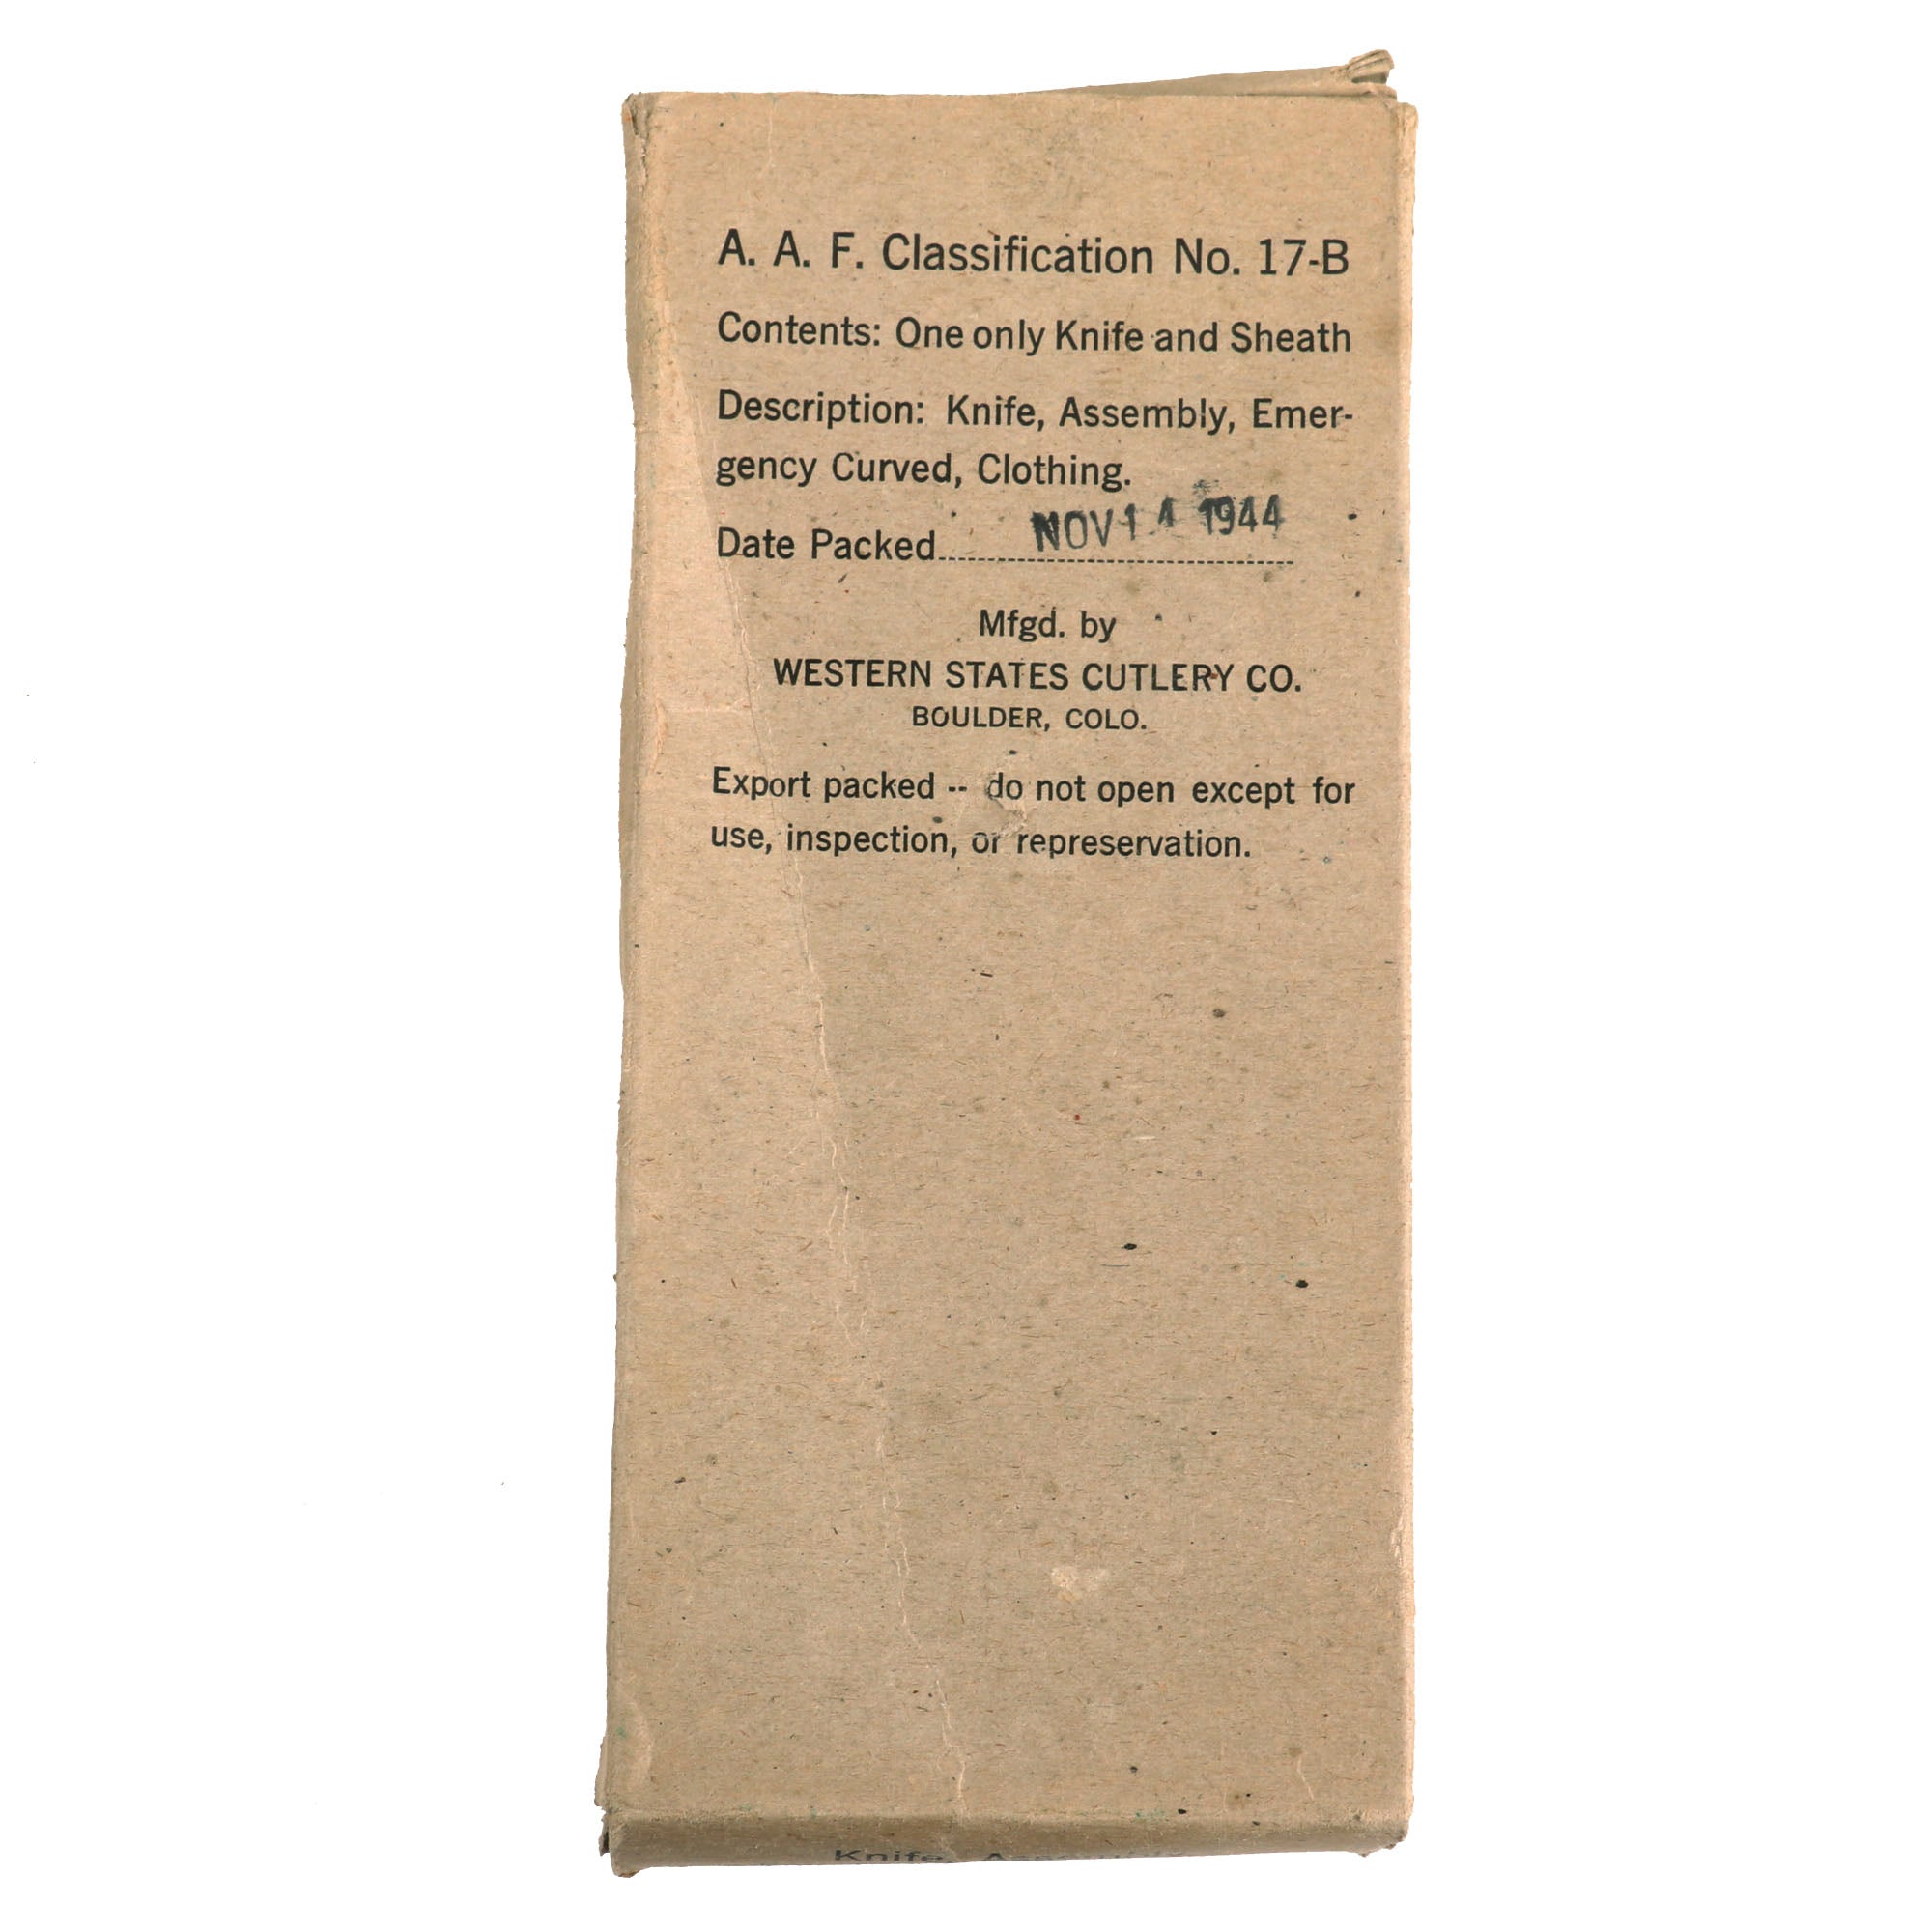 A. A. F. Classification No. 17-B
Contents: One only Knife and Sheath
Description: Knife, Assembly, Emer-
gency Curved, Clothing.
Date Packed NOV 14 1944
Mfgd. by
WESTERN STATES CUTLERY CO.
BOULDER, COLO.
Export packed -- do not open except for
use, inspection, or represervation.
Knife, Assembly